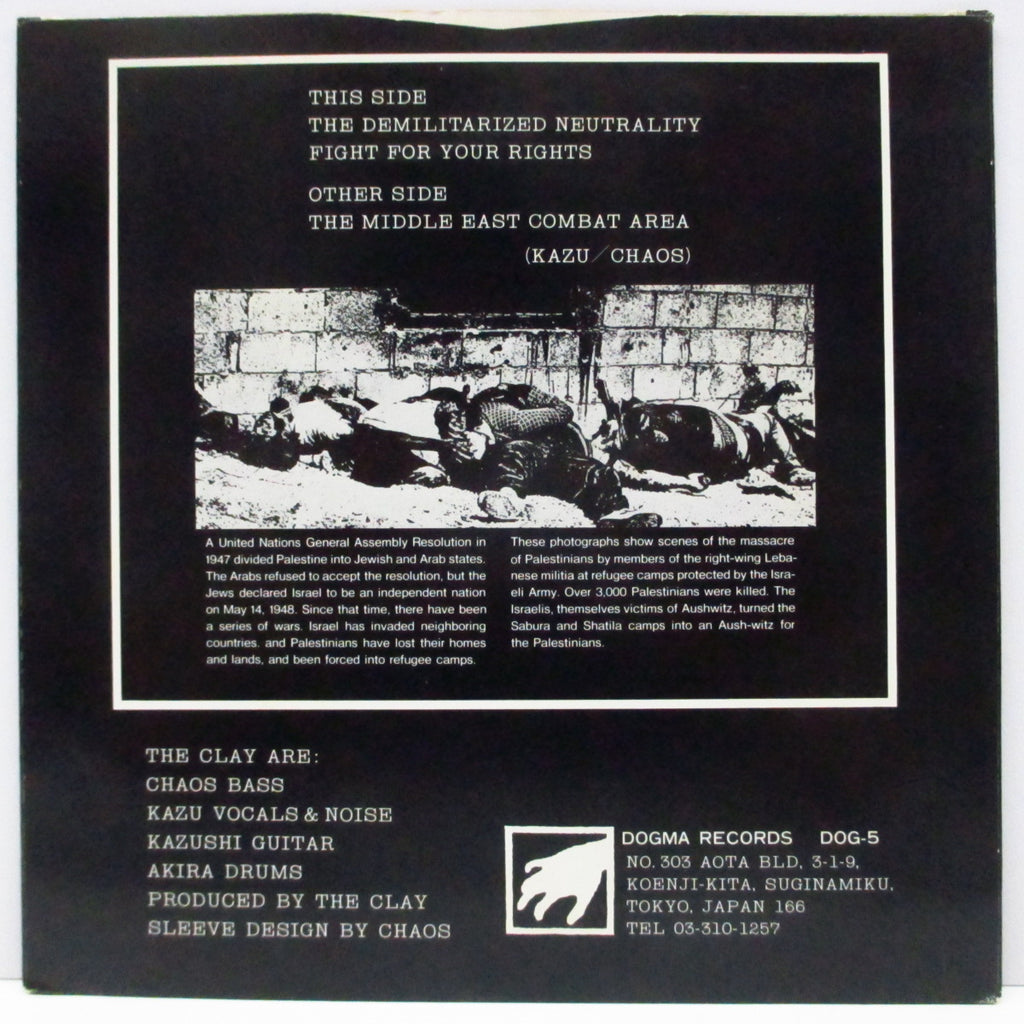 THIS SIDE
THE DEMILITARIZED NEUTRALITY
FIGHT FOR YOUR RIGHTS
OTHER SIDE
THE MIDDLE EAST COMBAT AREA
(KAZU/CHAOS)
A United Nations General Assembly Resolution in
1947 divided Palestine into Jewish and Arab states.
The Arabs refused to accept the resolution, but the
Jews declared Israel to be an independent nation
on May 14, 1948. Since that time, there have been
a series of wars. Israel has invaded neighboring
countries. and Palestinians have lost their homes
and lands, and been forced into refugee camps.
These photographs show scenes of the massacre
of Palestinians by members of the right-wing Leba-
nese militia at refugee camps protected by the Isra-
eli Army. Over 3,000 Palestinians were killed. The
Israelis, themselves victims of Aushwitz, turned the
Sabura and Shatila camps into an Aush-witz for
the Palestinians.
THE CLAY ARE:
CHAOS BASS
KAZU VOCALS & NOISE
KAZUSHI GUITAR
AKIRA DRUMS
PRODUCED BY THE CLAY
SLEEVE DESIGN BY CHAOS
DOGMA RECORDS DOG-5
NO. 303 AOTA BLD, 3-1-9,
KOENJI-KITA, SUGINAMIKU,
TOKYO, JAPAN 166
TEL 03-310-1257